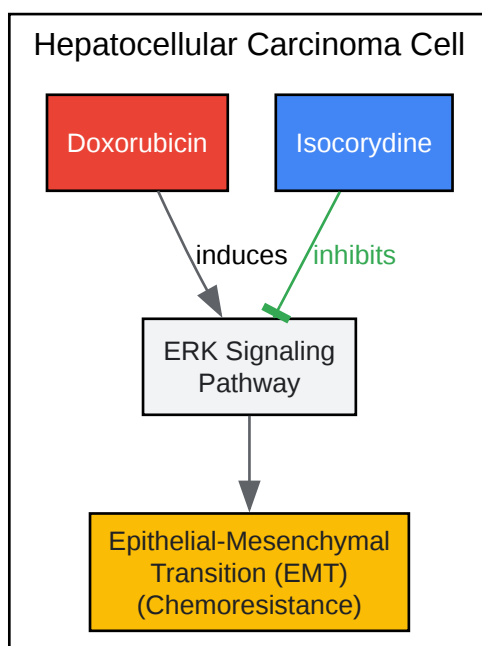 Hepatocellular Carcinoma Cell
Doxorubicin
Isocorydine
induces
inhibits
ERK Signaling
Pathway
Epithelial-Mesenchymal
Transition (EMT)
(Chemoresistance)